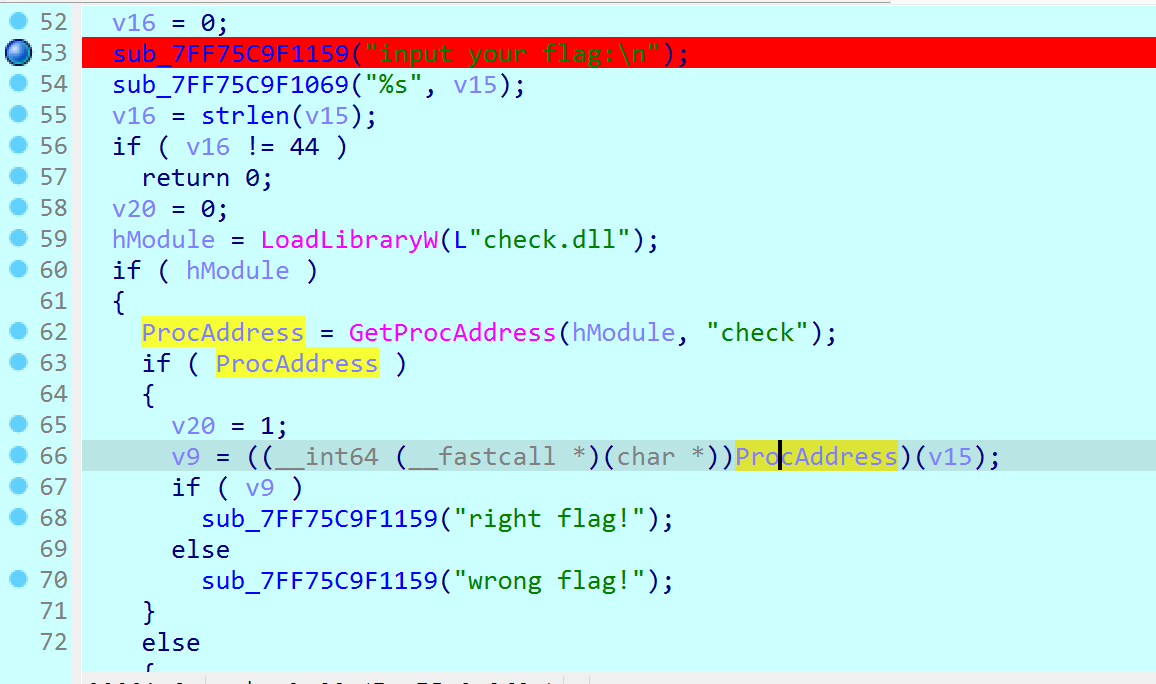 52 v16 = 0;
53 sub_7FF75C9F1159("input your flag:\n");
54 sub_7FF75C9F1069("%s", v15);
55 v16 = strlen(v15);
56 if ( v16 != 44 )
57 return 0;
58 v20 = 0;
59 hModule = LoadLibraryW(L"check.dll");
60 if ( hModule )
61 {
62 ProcAddress = GetProcAddress(hModule, "check");
63 if ( ProcAddress )
64 {
65 v20 = 1;
66 v9 = ((__int64 (__fastcall *)(char *))ProcAddress)(v15);
67 if ( v9 )
68 sub_7FF75C9F1159("right flag!");
69 else
70 sub_7FF75C9F1159("wrong flag!");
71 }
72 else